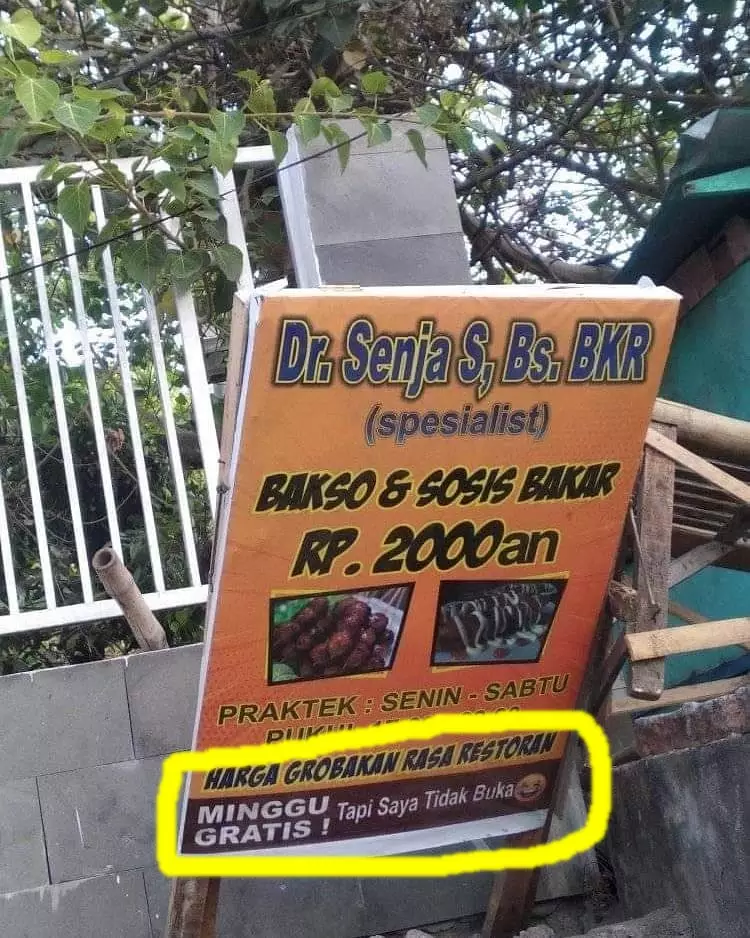 Dr. Senja S, Bs. BKR
(spesialist)
BAKSO & SOSIS BAKAR
RP. 2000an
PRAKTEK : SENIN - SABTU
PUKUL
HARGA GROBAKAN RASA RESTORAN
MINGGU GRATIS ! Tapi Saya Tidak Buka